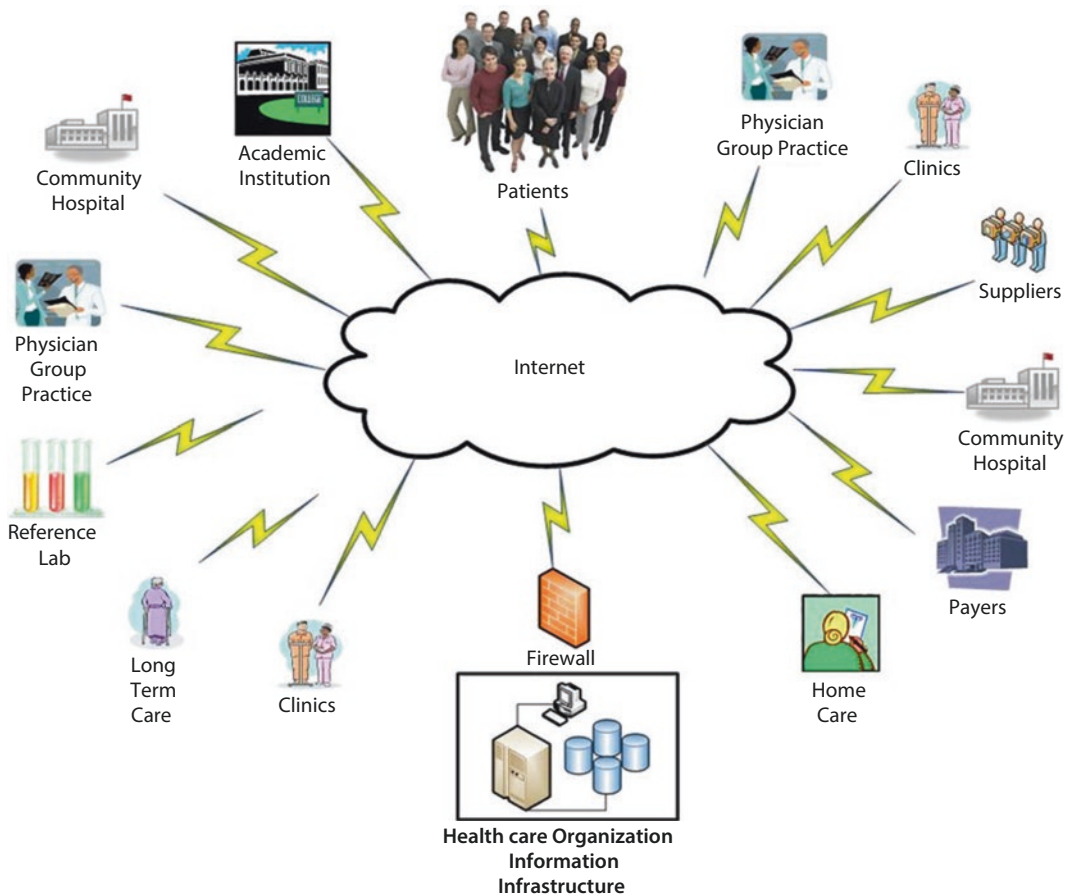 COLLEGE
Academic
Institution
Patients
Physician
Group Practice
Clinics
Community
Hospital
Suppliers
Physician
Group
Practice
Internet
Community
Hospital
Reference
Lab
Payers
Long
Term
Care
Clinics
Firewall
Home
Care
Health care Organization
Information
Infrastructure